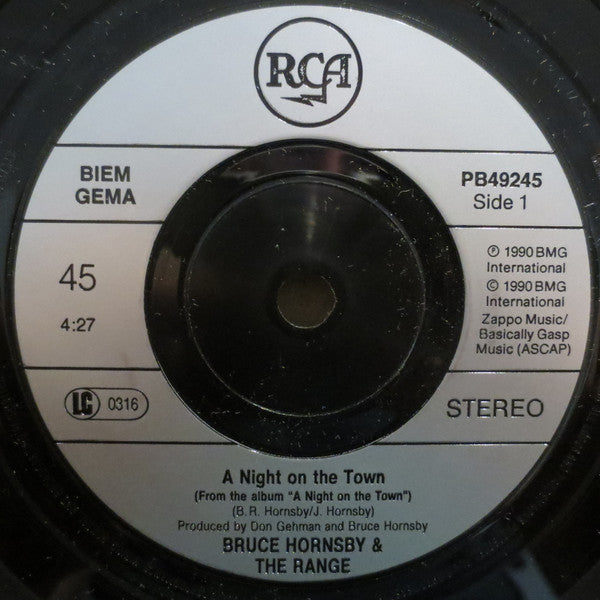 RCA
BIEM
GEMA
PB49245
Side 1
45
4:27
℗ 1990 BMG
International
© 1990 BMG
International
Zappo Music/
Basically Gasp
Music (ASCAP)
LC 0316
STEREO
A Night on the Town
(From the album "A Night on the Town")
(B. R. Hornsby/J. Hornsby)
Produced by Don Gehman and Bruce Hornsby
BRUCE HORNSBY &
THE RANGE